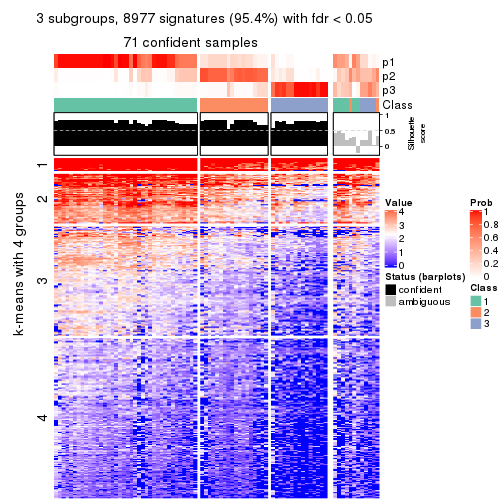 3 subgroups, 8977 signatures (95.4%) with fdr < 0.05
71 confident samples
p1
p2
p3
Class
1
0.5
0
Silhouette
score
k-means with 4 groups
1
2
3
4
Value
4
3
2
1
0
Status (barplots)
confident
ambiguous
Prob
1
0.8
0.6
0.4
0.2
0
Class
1
2
3